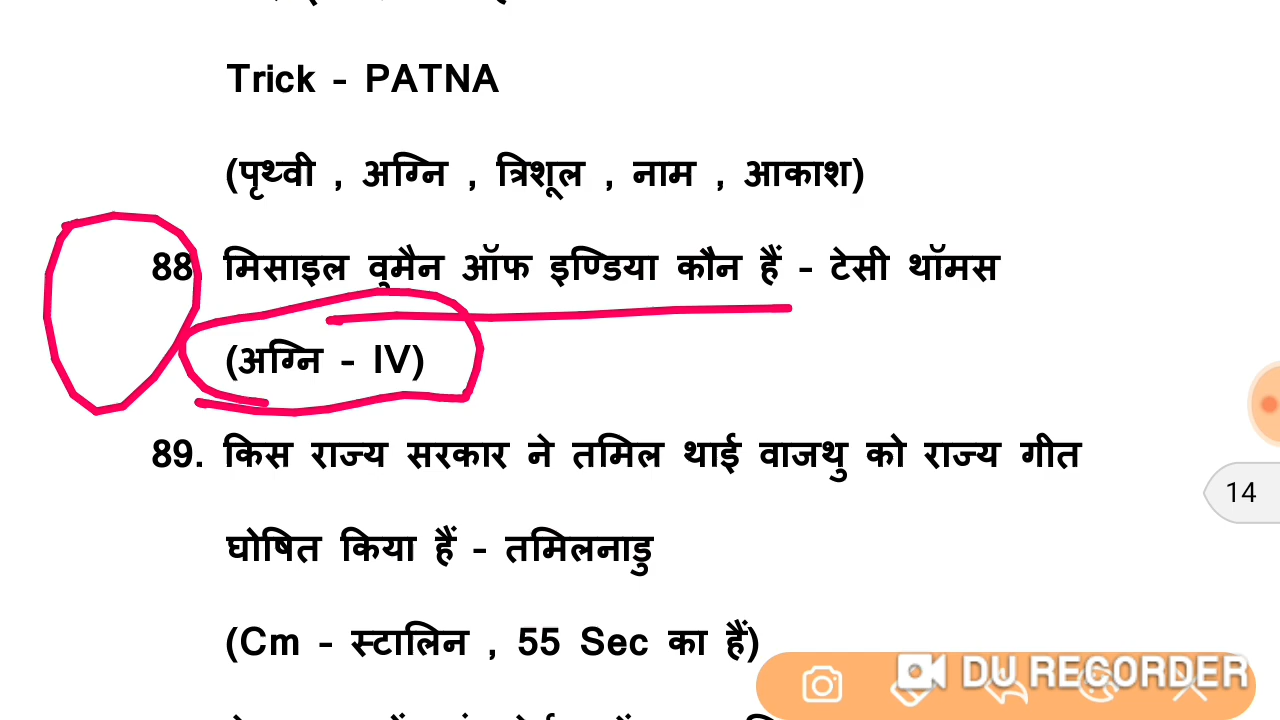 Trick - PATNA
(पृथ्वी , अग्नि , त्रिशूल , नाम , आकाश)
88. मिसाइल वुमैन ऑफ इण्डिया कौन हैं - टेसी थॉमस
(अग्नि - IV)
89. किस राज्य सरकार ने तमिल थाई वाजथु को राज्य गीत
14
घोषित किया हैं - तमिलनाडु
(Cm - स्टालिन , 55 Sec का हैं)
DU RECORDER